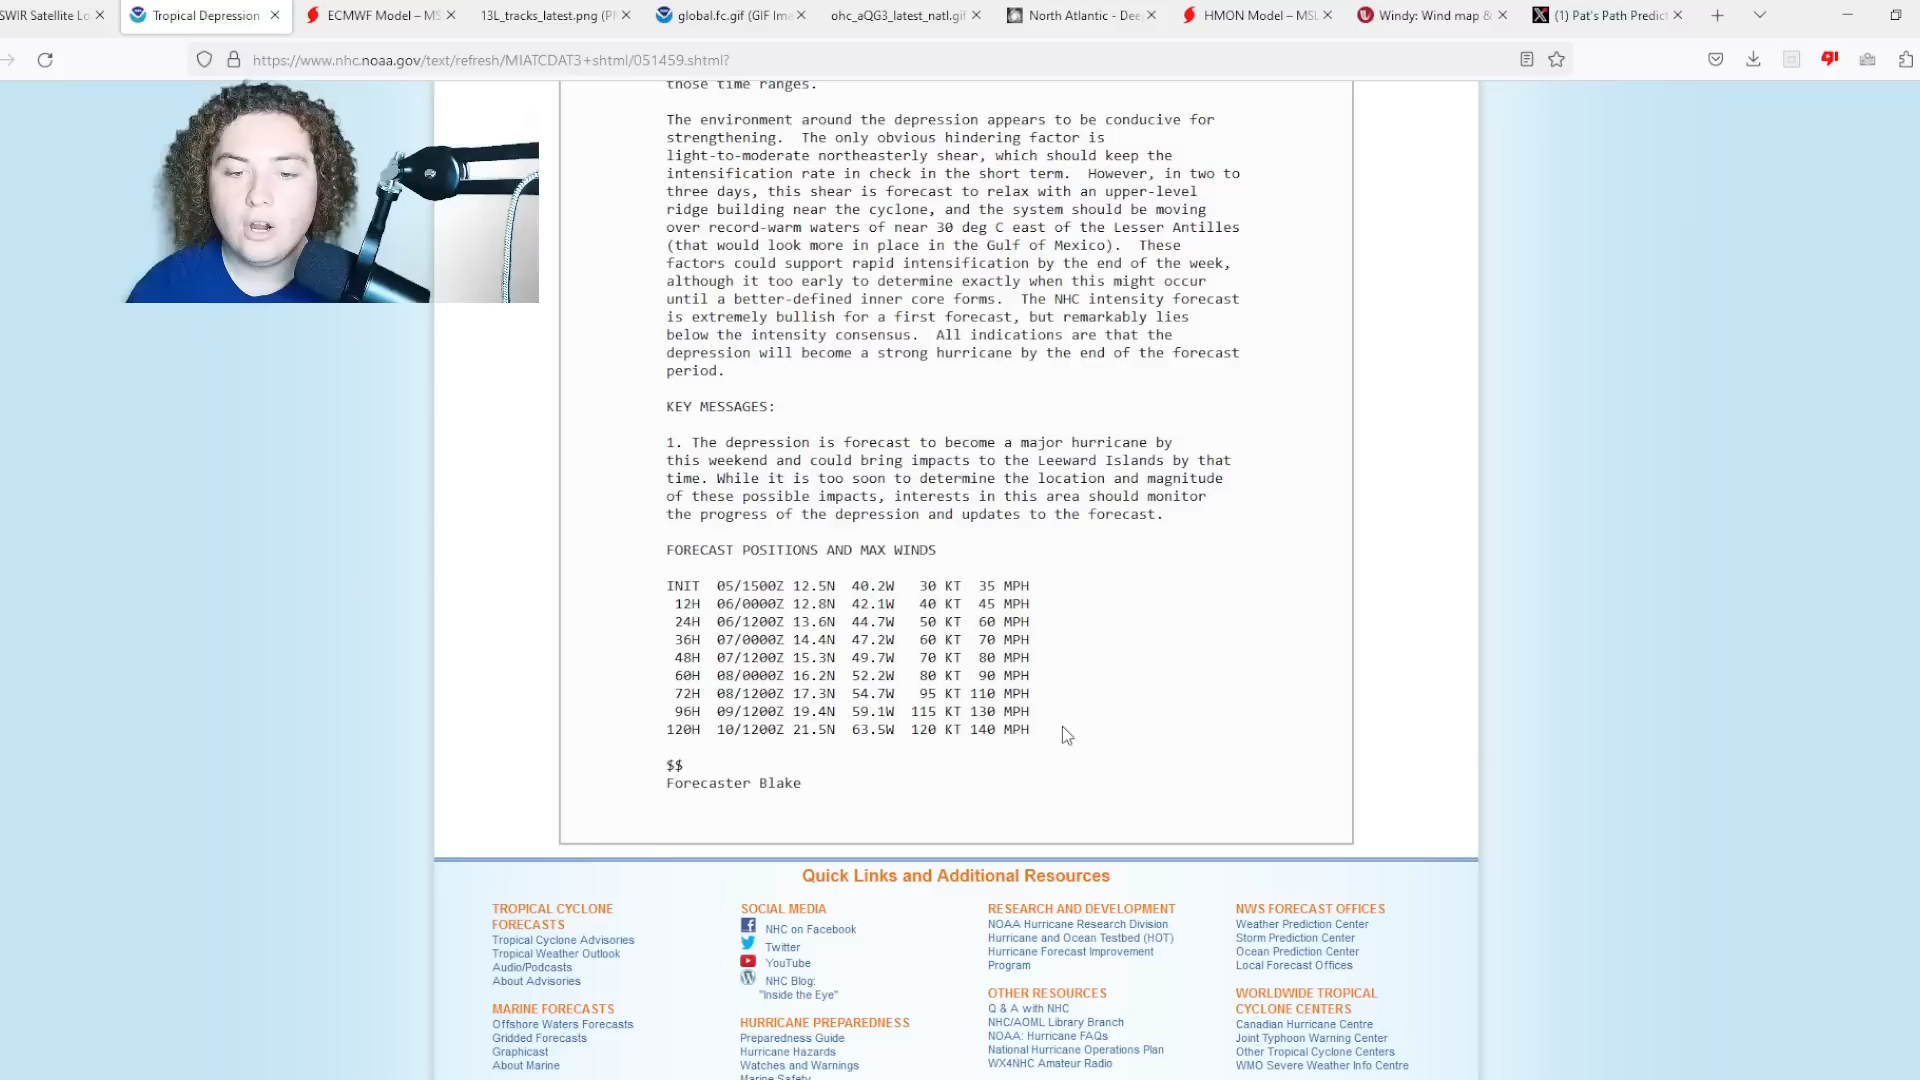 SWIR Satellite Lo
Tropical Depression
ECMWF Model – MS
13L_tracks_latest.png (P
global.fc.gif (GIF Ima
ohc_aQG3_latest_natl.gif
North Atlantic - Dee
HMON Model – MSL
Windy: Wind map &
(1) Pat's Path Predict
https://www.nhc.noaa.gov/text/refresh/MIATCDAT3+shtml/051459.shtml?
those time ranges.
The environment around the depression appears to be conducive for
strengthening.  The only obvious hindering factor is
light-to-moderate northeasterly shear, which should keep the
intensification rate in check in the short term.  However, in two to
three days, this shear is forecast to relax with an upper-level
ridge building near the cyclone, and the system should be moving
over record-warm waters of near 30 deg C east of the Lesser Antilles
(that would look more in place in the Gulf of Mexico).  These
factors could support rapid intensification by the end of the week,
although it too early to determine exactly when this might occur
until a better-defined inner core forms.  The NHC intensity forecast
is extremely bullish for a first forecast, but remarkably lies
below the intensity consensus.  All indications are that the
depression will become a strong hurricane by the end of the forecast
period.
KEY MESSAGES:
1. The depression is forecast to become a major hurricane by
this weekend and could bring impacts to the Leeward Islands by that
time. While it is too soon to determine the location and magnitude
of these possible impacts, interests in this area should monitor
the progress of the depression and updates to the forecast.
FORECAST POSITIONS AND MAX WINDS
INIT  05/1500Z 12.5N  40.2W   30 KT  35 MPH
12H  06/0000Z 12.8N  42.1W   40 KT  45 MPH
24H  06/1200Z 13.6N  44.7W   50 KT  60 MPH
36H  07/0000Z 14.4N  47.2W   60 KT  70 MPH
48H  07/1200Z 15.3N  49.7W   70 KT  80 MPH
60H  08/0000Z 16.2N  52.2W   80 KT  90 MPH
72H  08/1200Z 17.3N  54.7W   95 KT 110 MPH
96H  09/1200Z 19.4N  59.1W  115 KT 130 MPH
120H  10/1200Z 21.5N  63.5W  120 KT 140 MPH
$$
Forecaster Blake
Quick Links and Additional Resources
TROPICAL CYCLONE
FORECASTS
Tropical Cyclone Advisories
Tropical Weather Outlook
Audio/Podcasts
About Advisories
MARINE FORECASTS
Offshore Waters Forecasts
Gridded Forecasts
Graphicast
About Marine
SOCIAL MEDIA
NHC on Facebook
Twitter
YouTube
NHC Blog:
"Inside the Eye"
HURRICANE PREPAREDNESS
Preparedness Guide
Hurricane Hazards
Watches and Warnings
Marine Safety
RESEARCH AND DEVELOPMENT
NOAA Hurricane Research Division
Hurricane and Ocean Testbed (HOT)
Hurricane Forecast Improvement
Program
OTHER RESOURCES
Q & A with NHC
NHC/AOML Library Branch
NOAA: Hurricane FAQs
National Hurricane Operations Plan
WX4NHC Amateur Radio
NWS FORECAST OFFICES
Weather Prediction Center
Storm Prediction Center
Ocean Prediction Center
Local Forecast Offices
WORLDWIDE TROPICAL
CYCLONE CENTERS
Canadian Hurricane Centre
Joint Typhoon Warning Center
Other Tropical Cyclone Centers
WMO Severe Weather Info Centre